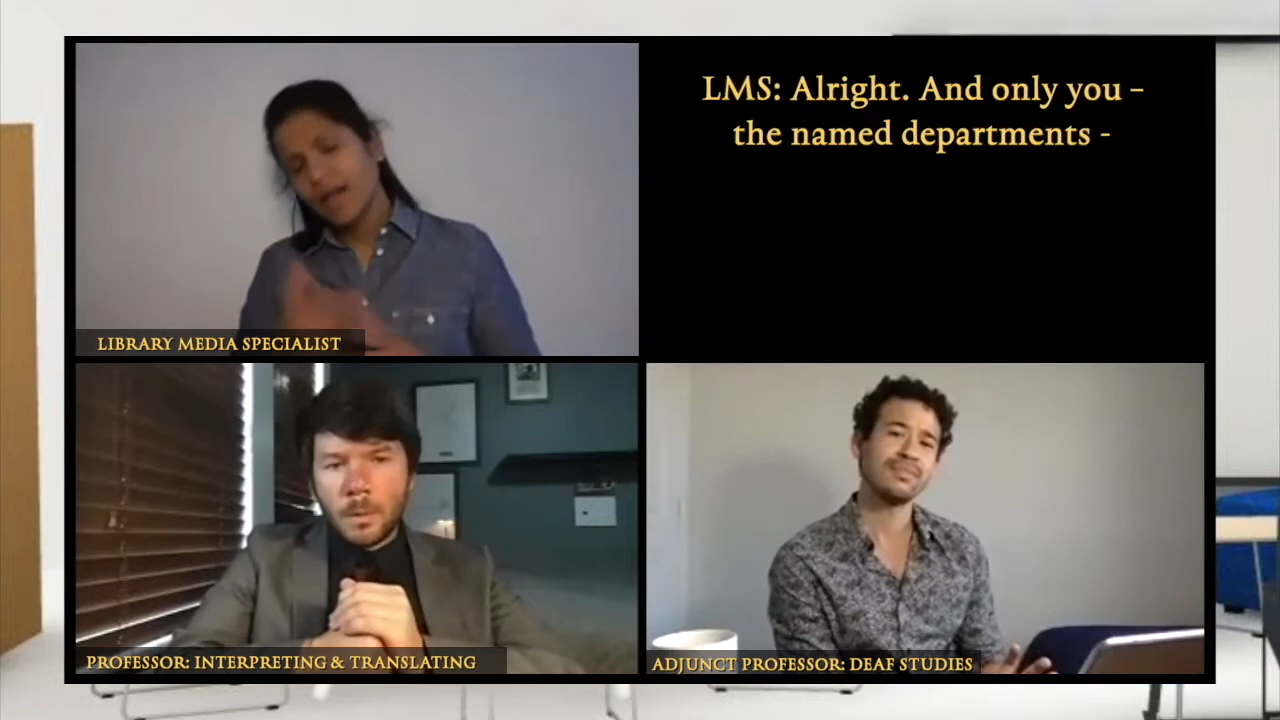 LMS: Alright. And only you –
the named departments -
LIBRARY MEDIA SPECIALIST
PROFESSOR: INTERPRETING & TRANSLATING
ADJUNCT PROFESSOR: DEAF STUDIES